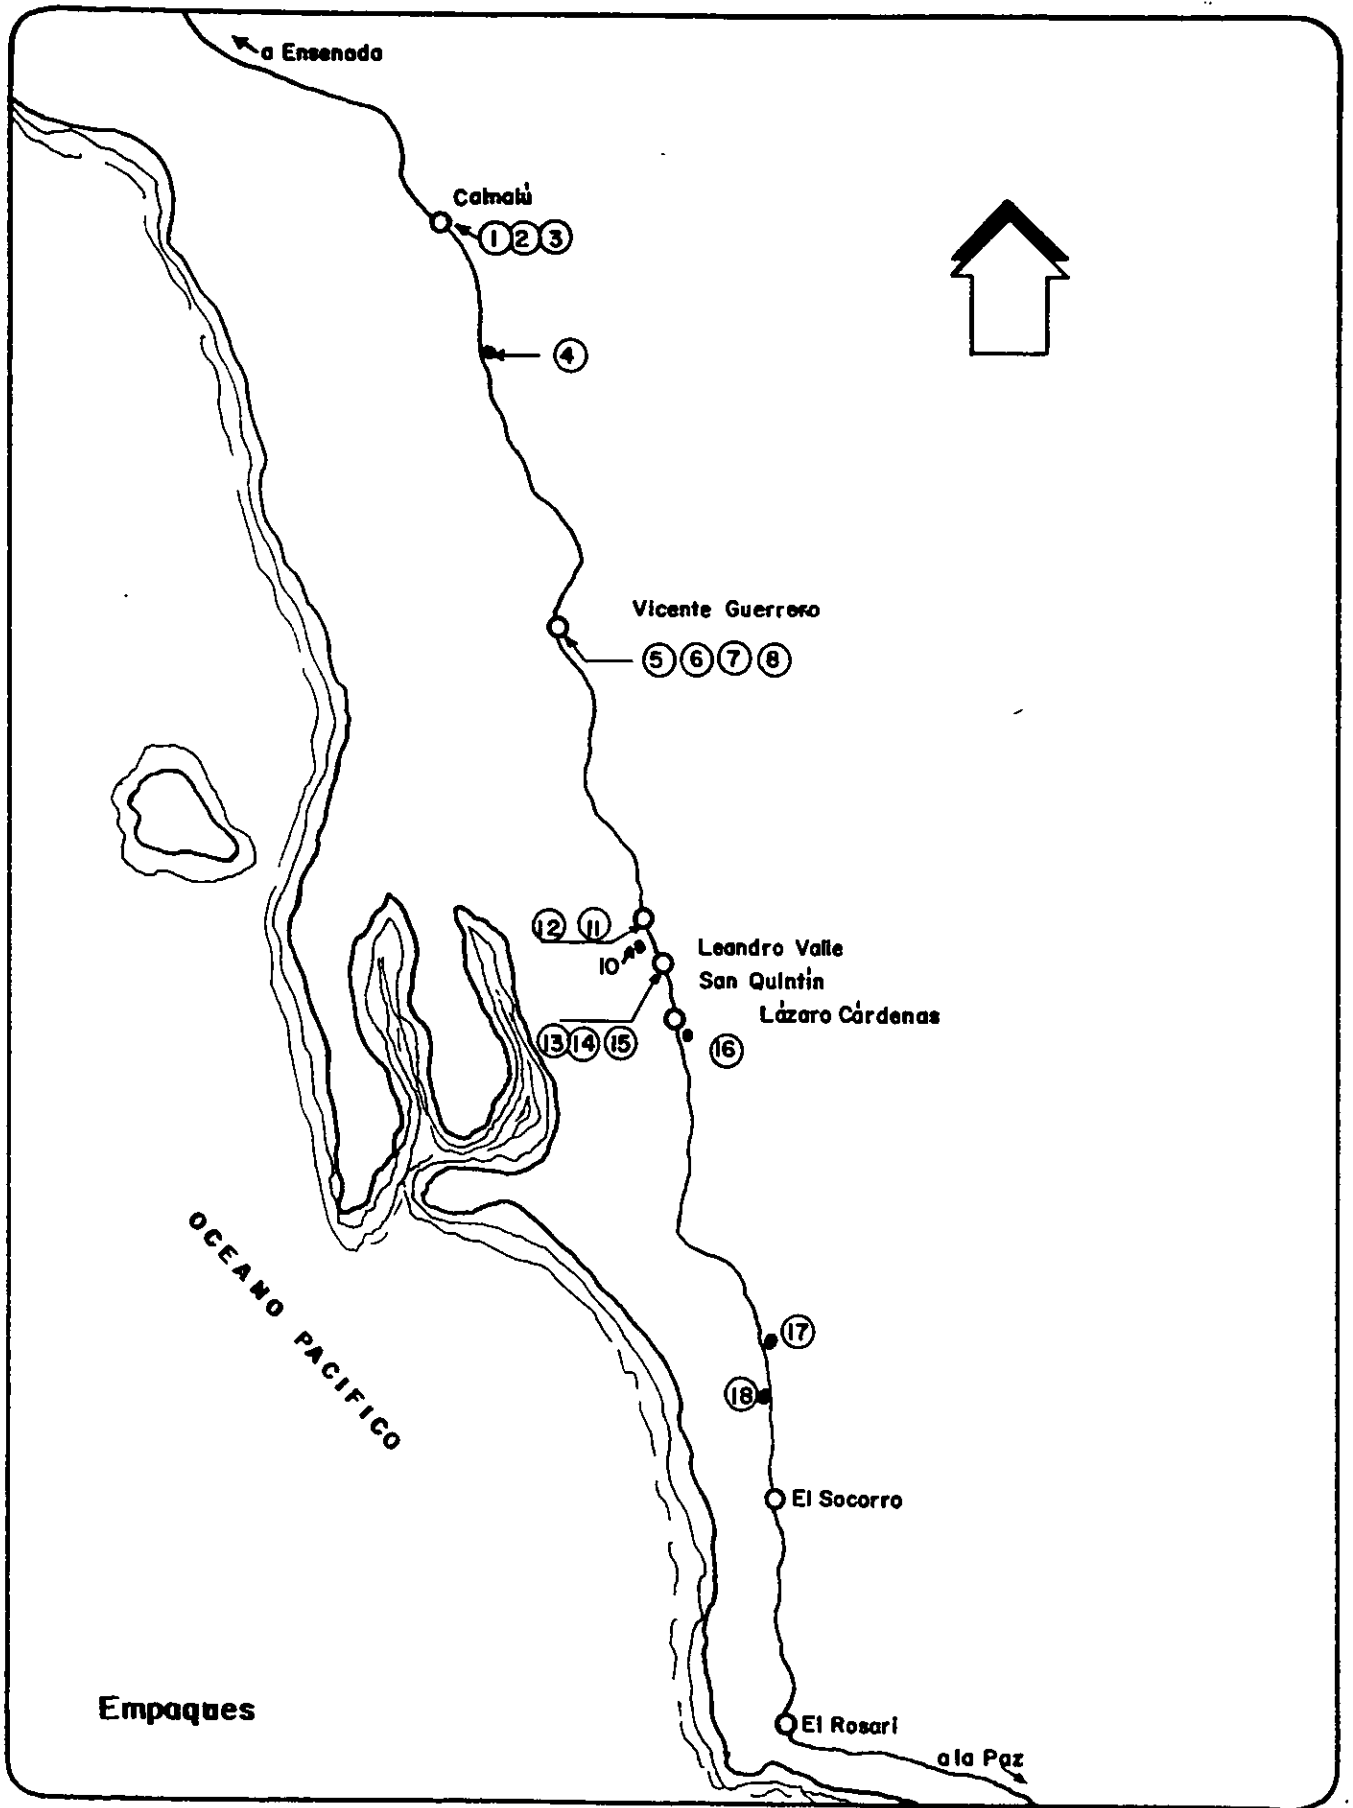 a Ensenada
Camalú
1 2 3
4
Vicente Guerrero
5 6 7 8
12 11
10
Leandro Valle
San Quintín
Lázaro Cárdenas
13 14 15
16
17
18
OCEANO PACIFICO
El Socorro
Empaques
El Rosari
a la Paz